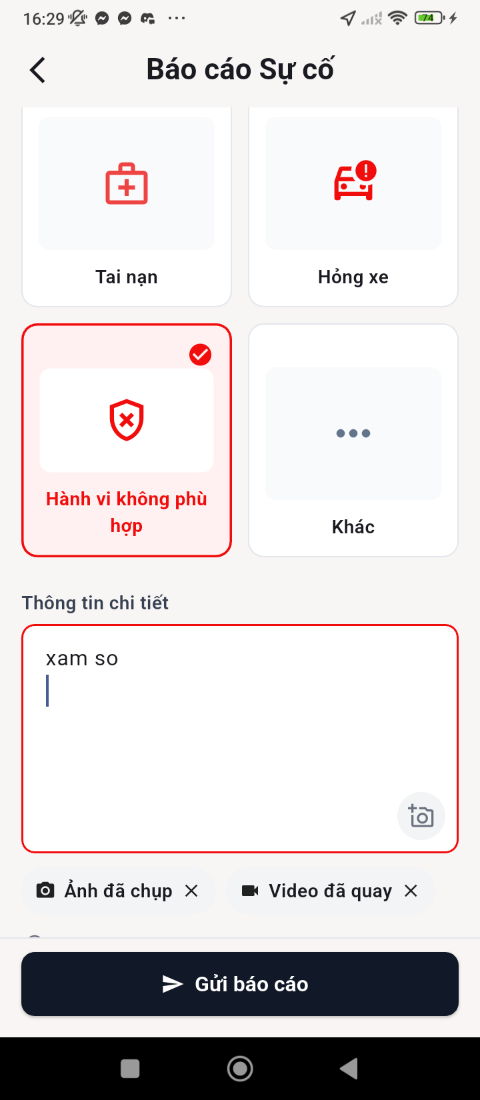 16:29
74
Báo cáo Sự cố
Tai nạn
Hỏng xe
Hành vi không phù
hợp
Khác
Thông tin chi tiết
xam so
Ảnh đã chụp
Video đã quay
Gửi báo cáo